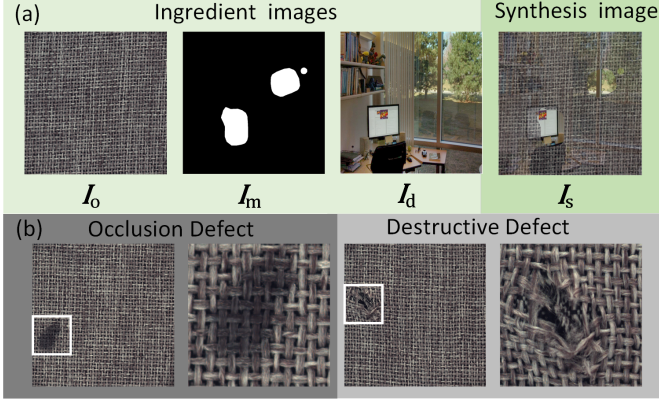 (a) Ingredient images Synthesis image
Io Im Id Is
(b) Occlusion Defect Destructive Defect